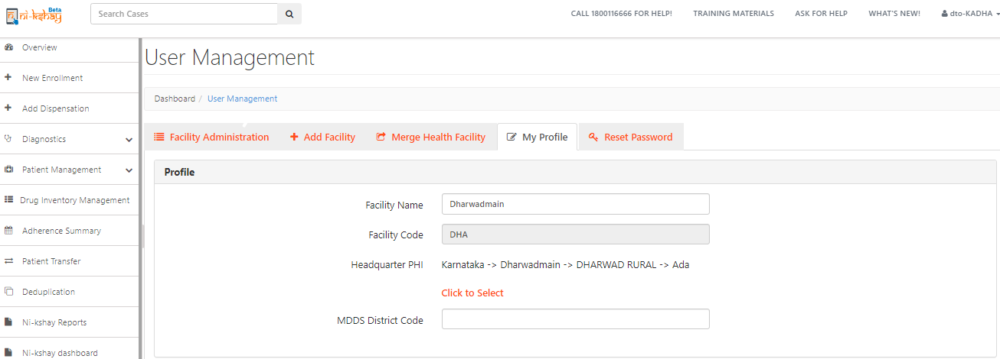 Beta
ni-kshay
Search Cases
CALL 1800116666 FOR HELP! TRAINING MATERIALS ASK FOR HELP WHAT'S NEW! dto-KADHA
Overview
New Enrollment
Add Dispensation
Diagnostics
Patient Management
Drug Inventory Management
Adherence Summary
Patient Transfer
Deduplication
Ni-kshay Reports
Ni-kshay dashboard
User Management
Dashboard / User Management
Facility Administration Add Facility Merge Health Facility My Profile Reset Password
Profile
Facility Name Dharwadmain
Facility Code DHA
Headquarter PHI Karnataka -> Dharwadmain -> DHARWAD RURAL -> Ada
Click to Select
MDDS District Code